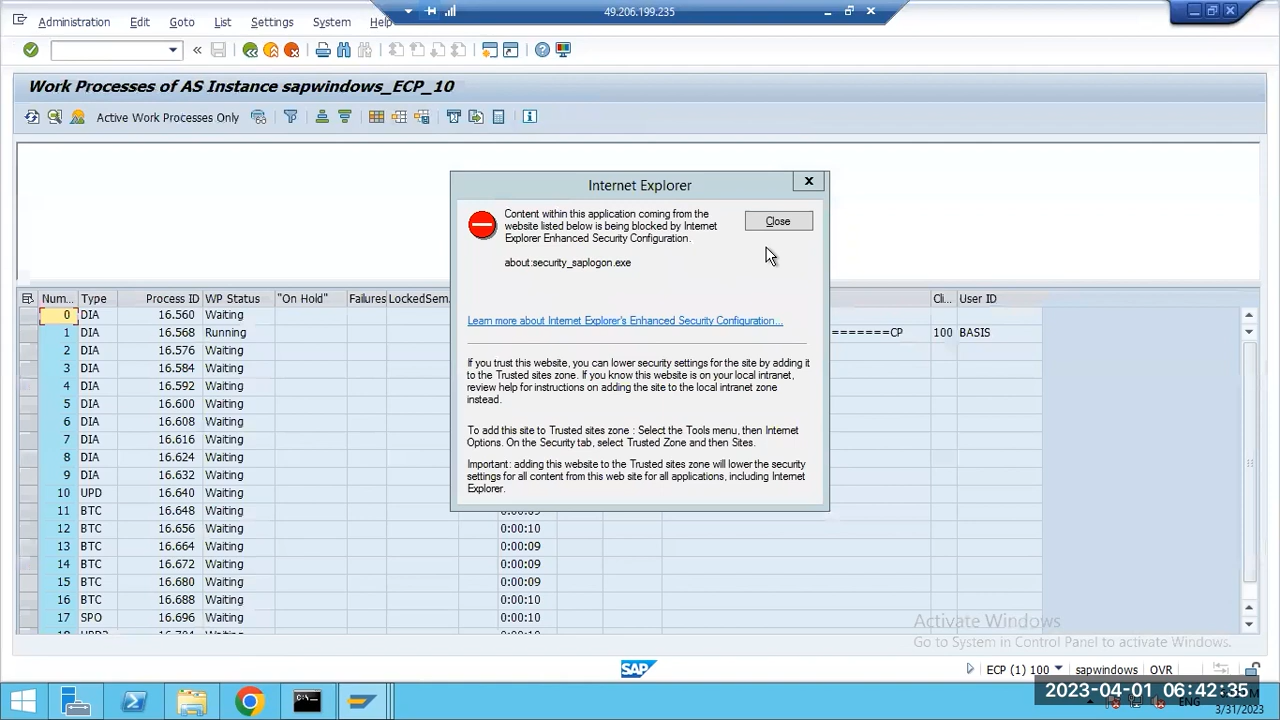 49.206.199.235
Administration Edit Goto List Settings System Help
Work Processes of AS Instance sapwindows_ECP_10
Active Work Processes Only
Internet Explorer
X
Content within this application coming from the
website listed below is being blocked by Internet
Explorer Enhanced Security Configuration.
Close
about:security_saplogon.exe
Learn more about Internet Explorer's Enhanced Security Configuration...
If you trust this website, you can lower security settings for the site by adding it
to the Trusted sites zone. If you know this website is on your local intranet,
review help for instructions on adding the site to the local intranet zone
instead.
To add this site to Trusted sites zone : Select the Tools menu, then Internet
Options. On the Security tab, select Trusted Zone and then Sites.
Important: adding this website to the Trusted sites zone will lower the security
settings for all content from this web site for all applications, including Internet
Explorer.
Num... Type Process ID WP Status "On Hold" Failures LockedSem. Cli... User ID
0 DIA 16.560 Waiting
1 DIA 16.568 Running =======CP 100 BASIS
2 DIA 16.576 Waiting
3 DIA 16.584 Waiting
4 DIA 16.592 Waiting
5 DIA 16.600 Waiting
6 DIA 16.608 Waiting
7 DIA 16.616 Waiting
8 DIA 16.624 Waiting
9 DIA 16.632 Waiting
10 UPD 16.640 Waiting
11 BTC 16.648 Waiting 0:00:09
12 BTC 16.656 Waiting 0:00:10
13 BTC 16.664 Waiting 0:00:09
14 BTC 16.672 Waiting 0:00:09
15 BTC 16.680 Waiting 0:00:09
16 BTC 16.688 Waiting 0:00:10
17 SPO 16.696 Waiting 0:00:10
Activate Windows
Go to System in Control Panel to activate Windows.
SAP
ECP (1) 100 sapwindows OVR
2023-04-01 06:42:35
ENG
3/31/2023